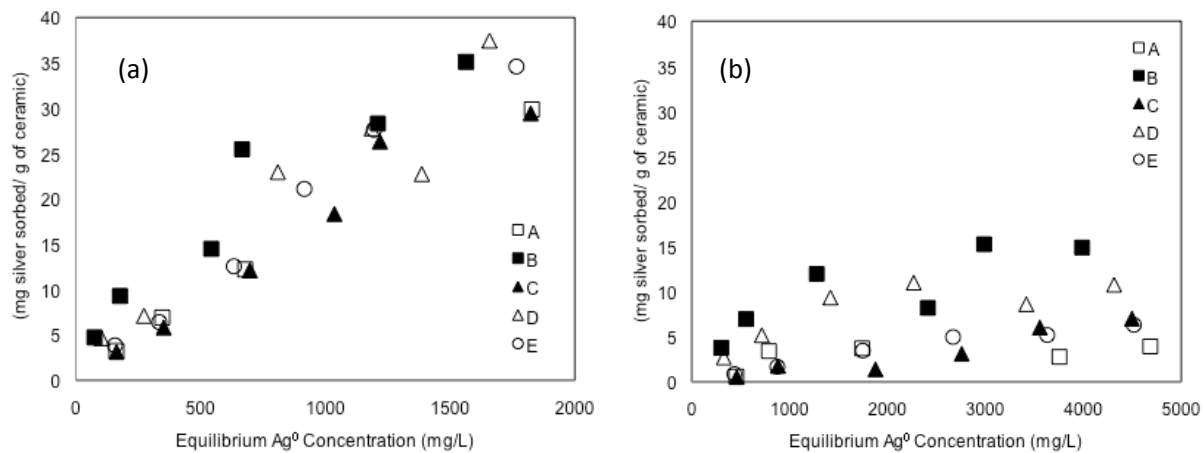 (a)
40
35
30
25
20
15
10
5
0
(mg silver sorbed/ g of ceramic)
A
B
C
D
E
0 500 1000 1500 2000
Equilibrium Ag⁰ Concentration (mg/L)
(b)
40
35
30
25
20
15
10
5
0
(mg silver sorbed/ g of ceramic)
A
B
C
D
E
0 1000 2000 3000 4000 5000
Equilibrium Ag⁰ Concentration (mg/L)